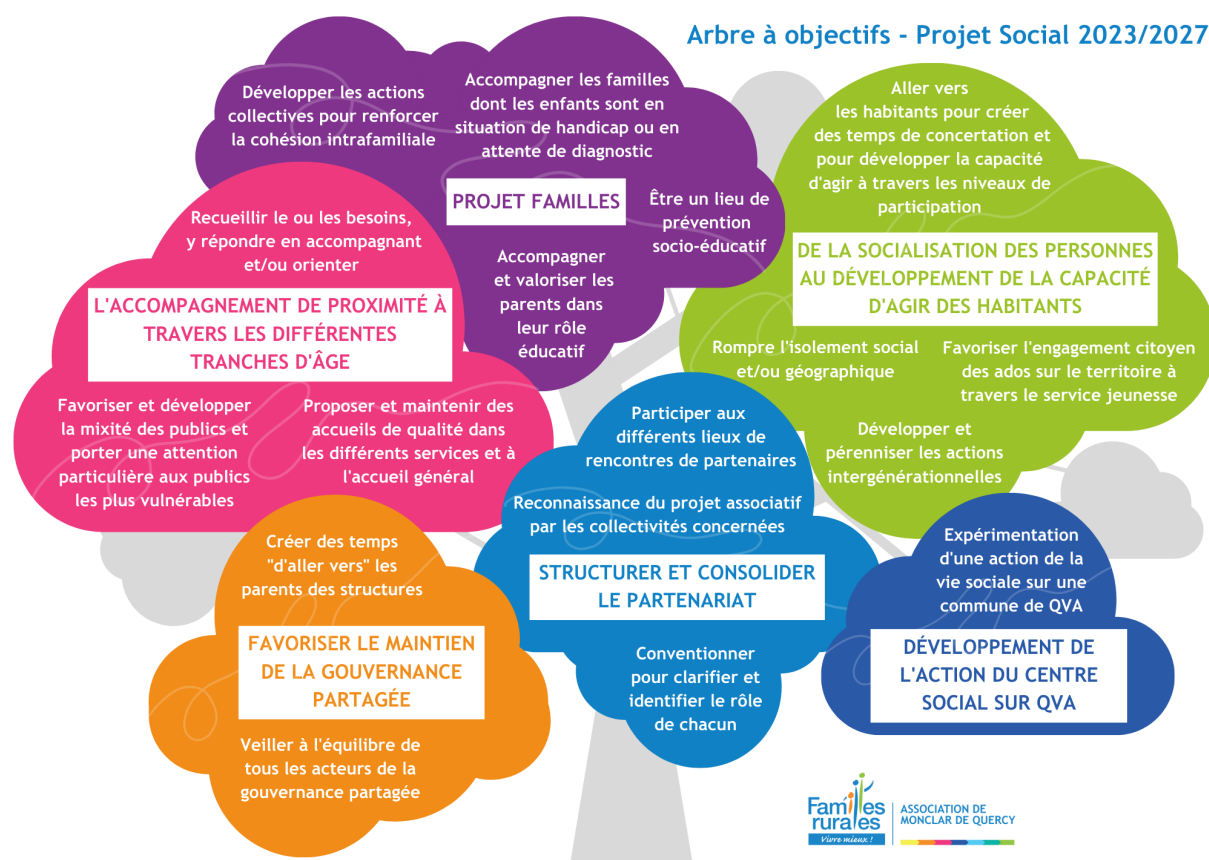 Arbre à objectifs - Projet Social 2023/2027
Développer les actions
collectives pour renforcer
la cohésion intrafamiliale
Accompagner les familles
dont les enfants sont en
situation de handicap ou en
attente de diagnostic
PROJET FAMILLES
Être un lieu de
prévention
socio-éducatif
Accompagner
et valoriser les
parents dans
leur rôle
éducatif
Aller vers
les habitants pour créer
des temps de concertation et
pour développer la capacité
d'agir à travers les niveaux de
participation
DE LA SOCIALISATION DES PERSONNES
AU DÉVELOPPEMENT DE LA CAPACITÉ
D'AGIR DES HABITANTS
Rompre l'isolement social
et/ou géographique
Favoriser l'engagement citoyen
des ados sur le territoire à
travers le service jeunesse
Développer et
pérenniser les actions
intergénérationnelles
Recueillir le ou les besoins,
y répondre en accompagnant
et/ou orienter
L'ACCOMPAGNEMENT DE PROXIMITÉ À
TRAVERS LES DIFFÉRENTES
TRANCHES D'ÂGE
Favoriser et développer
la mixité des publics et
porter une attention
particulière aux publics
les plus vulnérables
Proposer et maintenir des
accueils de qualité dans
les différents services et à
l'accueil général
Participer aux
différents lieux de
rencontres de partenaires
Reconnaissance du projet associatif
par les collectivités concernées
STRUCTURER ET CONSOLIDER
LE PARTENARIAT
Conventionner
pour clarifier et
identifier le rôle
de chacun
Créer des temps
"d'aller vers" les
parents des structures
FAVORISER LE MAINTIEN
DE LA GOUVERNANCE
PARTAGÉE
Veiller à l'équilibre de
tous les acteurs de la
gouvernance partagée
Expérimentation
d'une action de la
vie sociale sur une
commune de QVA
DÉVELOPPEMENT DE
L'ACTION DU CENTRE
SOCIAL SUR QVA
Familles
rurales
Vivre mieux !
ASSOCIATION DE
MONCLAR DE QUERCY